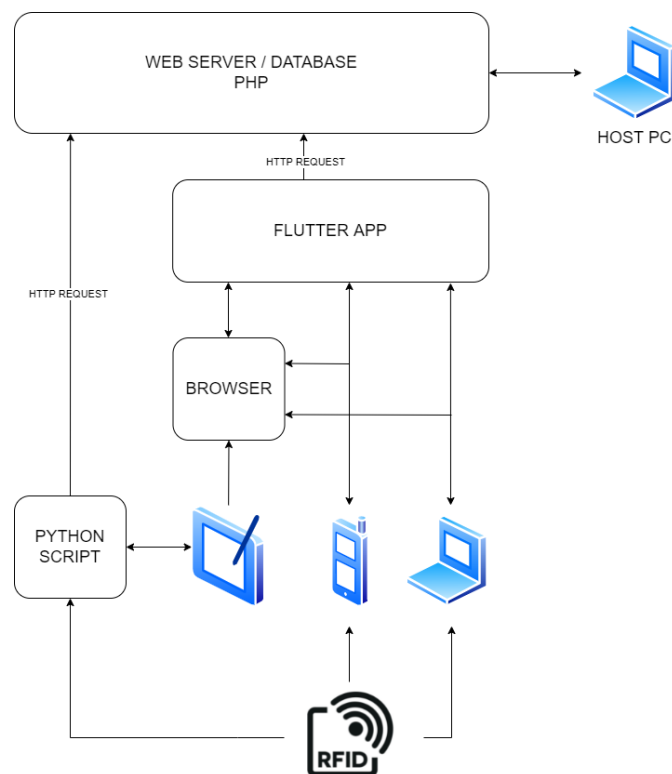 WEB SERVER / DATABASE
PHP
HOST PC
HTTP REQUEST
FLUTTER APP
HTTP REQUEST
BROWSER
PYTHON
SCRIPT
RFID